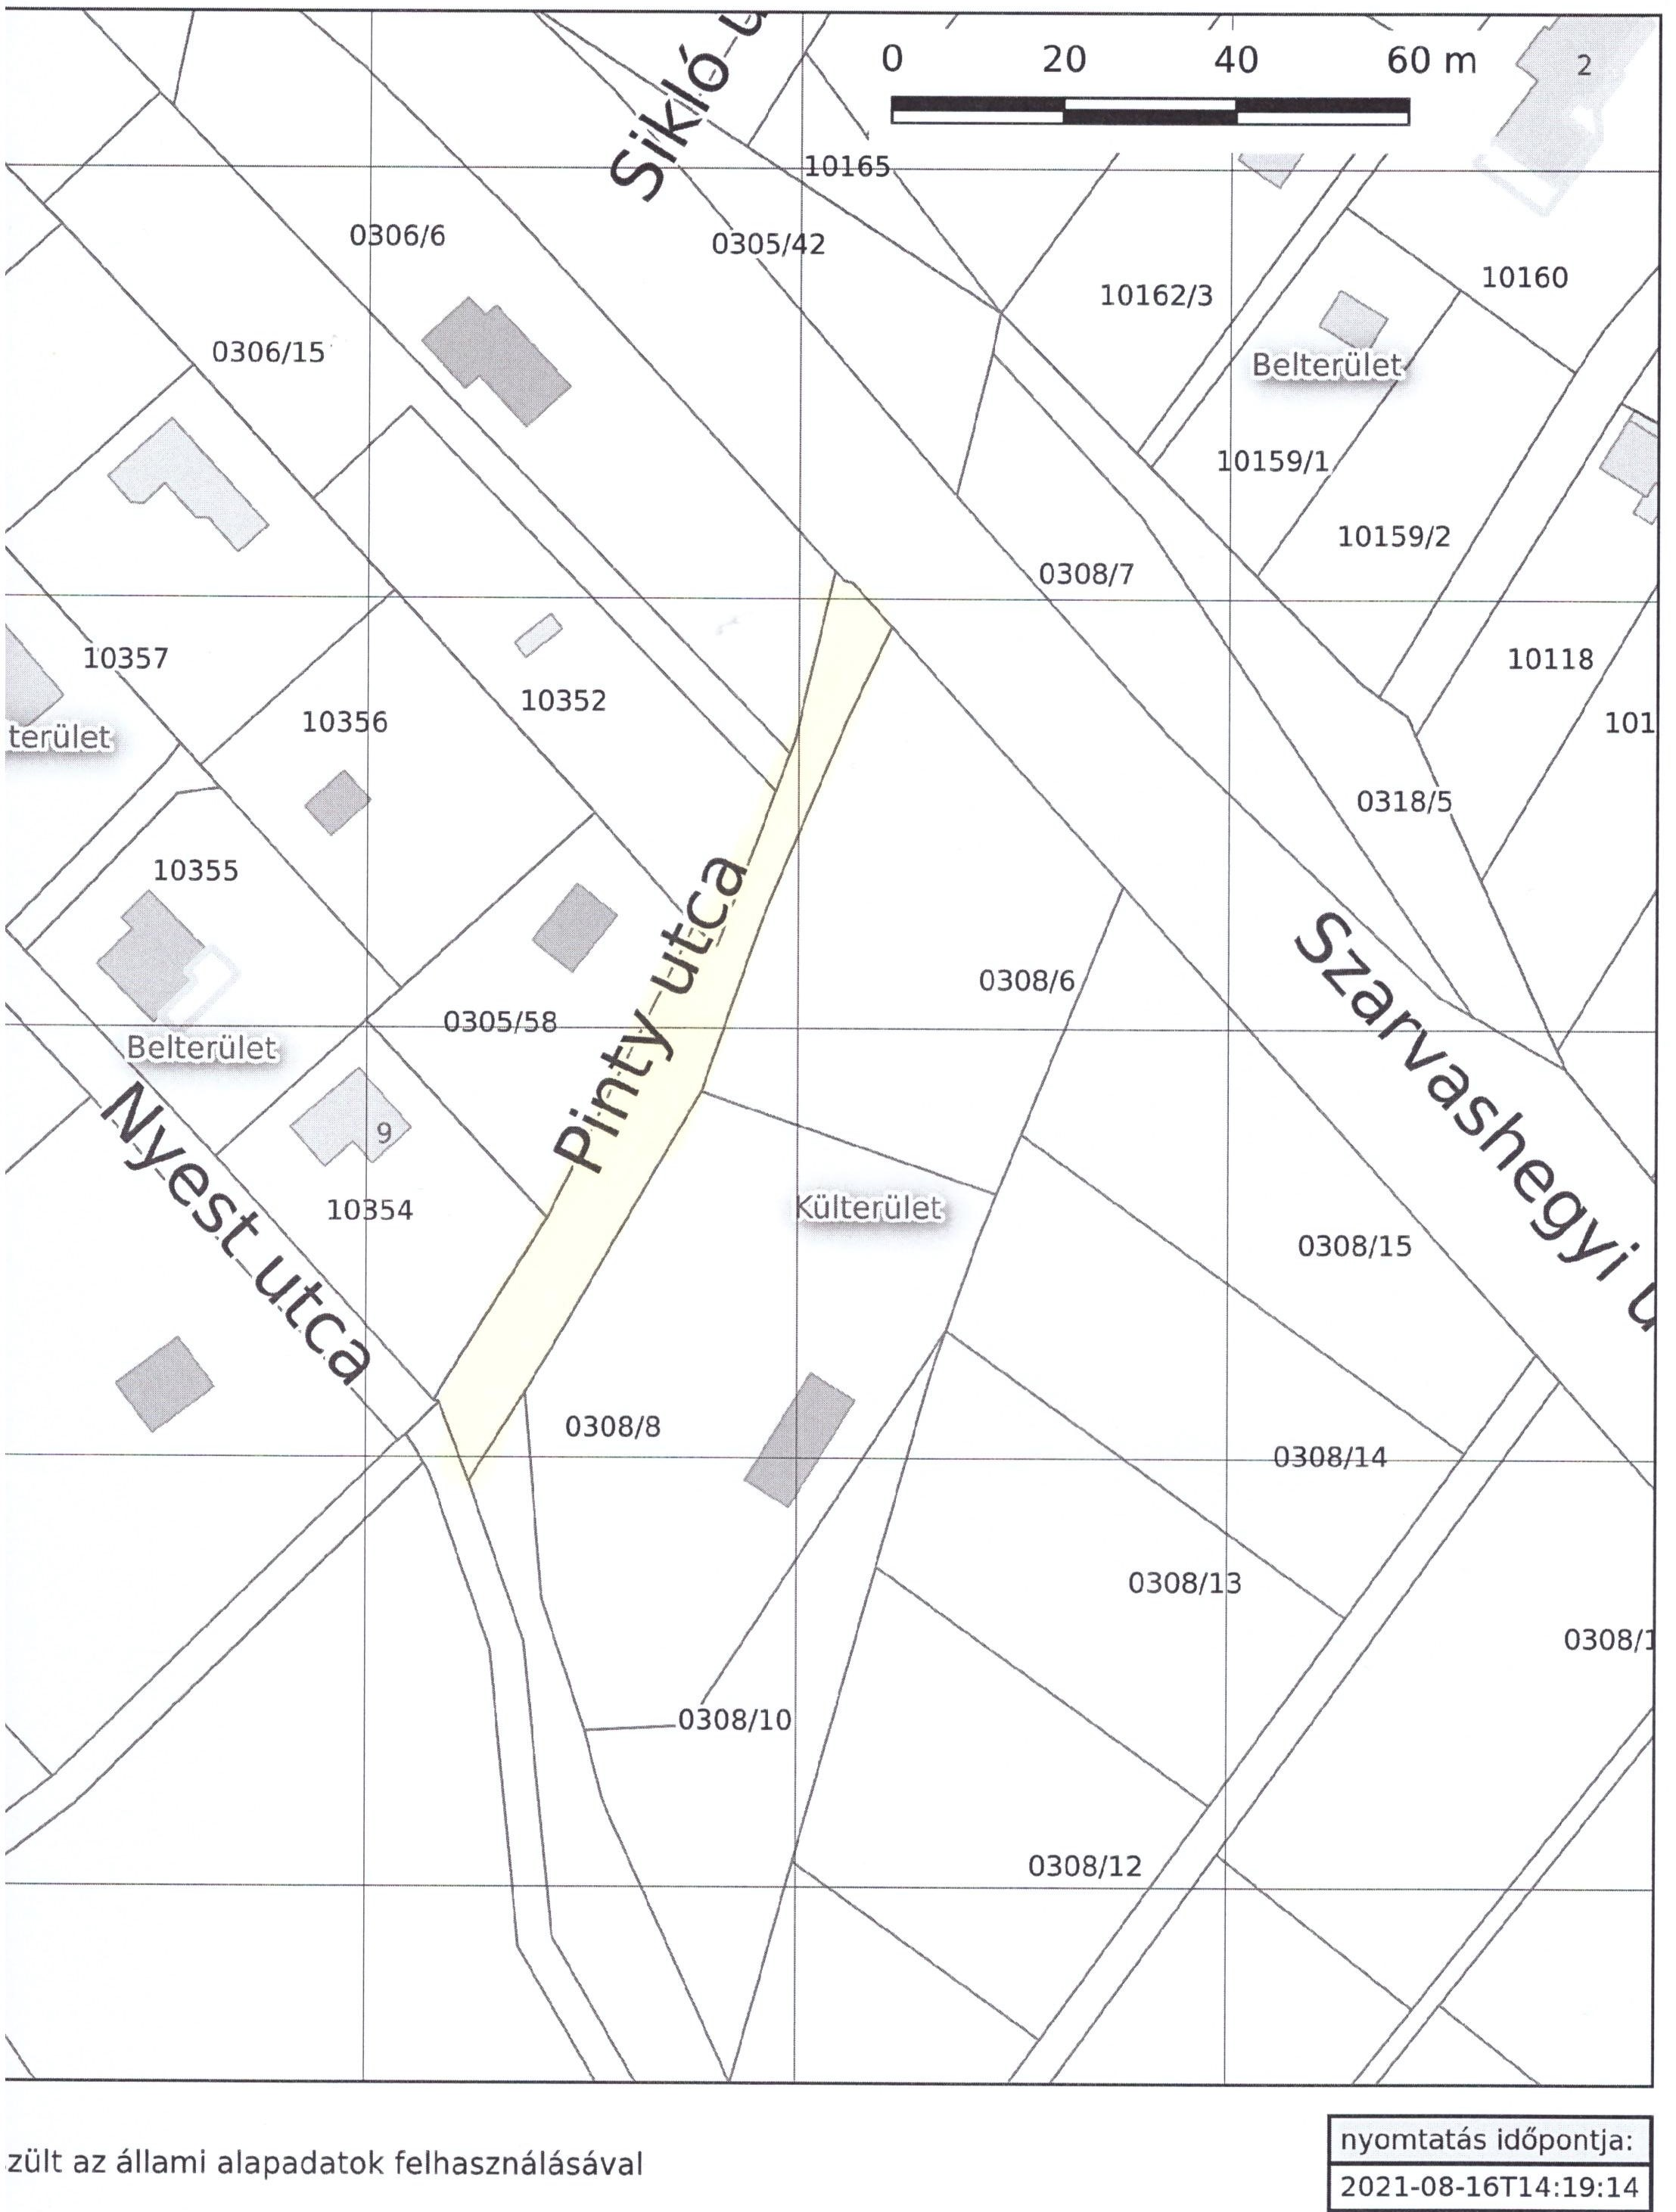 Sikló u
0 20 40 60 m
2
10165
0306/6
0305/42
10160
10162/3
0306/15
Belterület
10159/1
10159/2
0308/7
10357
10118
10352
10356
101
terület
0318/5
10355
Pinty utca
Szarvashegyi u
0308/6
0305/58
Belterület
Nyest utca
9
10354
Külterület
0308/15
0308/8
0308/14
0308/13
0308/1
0308/10
0308/12
zült az állami alapadatok felhasználásával
nyomtatás időpontja:
2021-08-16T14:19:14